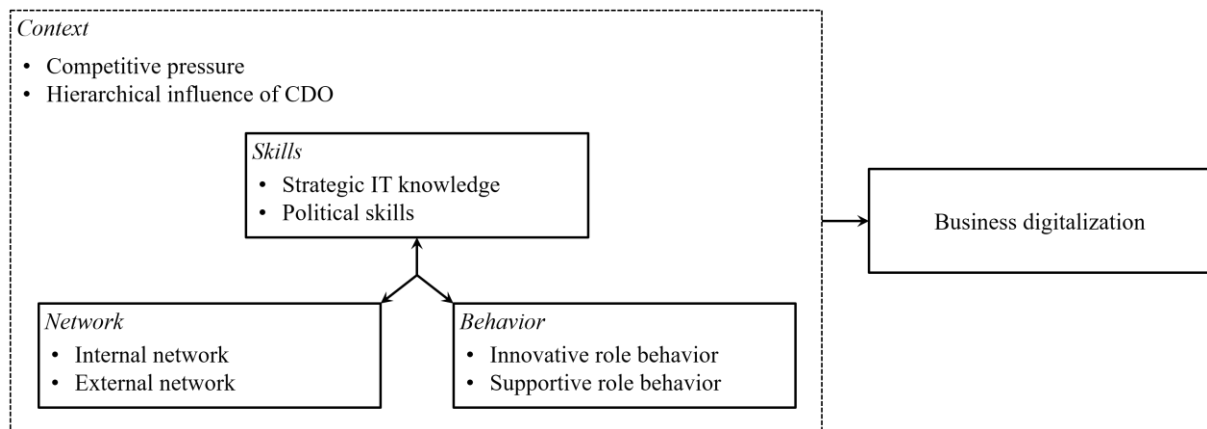 Context
• Competitive pressure
• Hierarchical influence of CDO
Skills
• Strategic IT knowledge
• Political skills
Business digitalization
Network
• Internal network
• External network
Behavior
• Innovative role behavior
• Supportive role behavior